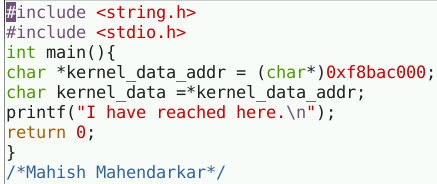 #include <string.h>
#include <stdio.h>
int main(){
char *kernel_data_addr = (char*)0xf8bac000;
char kernel_data =*kernel_data_addr;
printf("I have reached here.\n");
return 0;
}
/*Mahish Mahendarkar*/